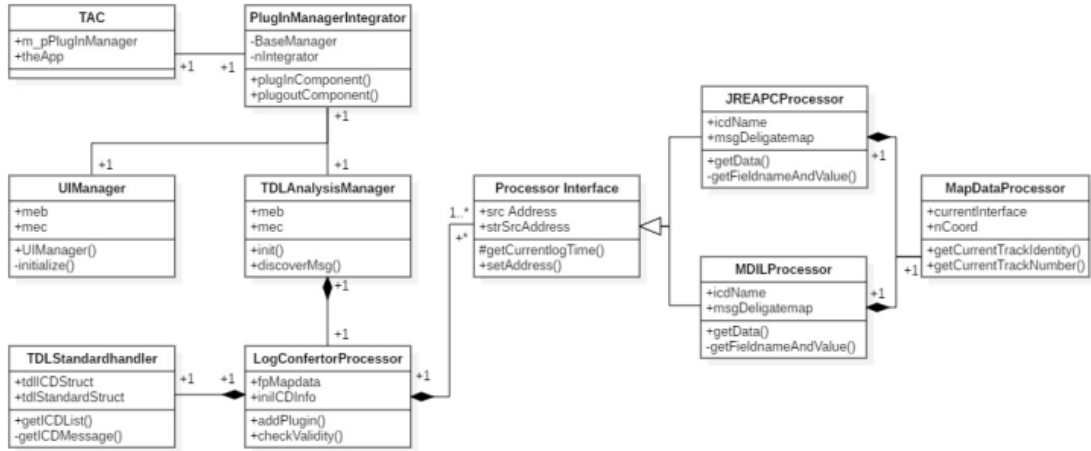 TAC
+m_pPlugInManager
+theApp
+1
+1
PlugInManagerIntegrator
-BaseManager
-nIntegrator
+plugInComponent()
+plugoutComponent()
+1
+1
+1
UIManager
+meb
+mec
+UIManager()
-initialize()
TDLAnalysisManager
+meb
+mec
+init()
+discoverMsg()
+1
+1
TDLStandardhandler
+tdlICDStruct
+tdlStandardStruct
+getICDList()
-getICDMessage()
+1
+1
LogConfertorProcessor
+fpMapdata
+iniICDInfo
+addPlugin()
+checkValidity()
+1
1..*
+*
Processor Interface
+src Address
+strSrcAddress
#getCurrentlogTime()
+setAddress()
JREAPCProcessor
+icdName
+msgDeligatemap
+getData()
-getFieldnameAndValue()
+1
MDILProcessor
+icdName
+msgDeligatemap
+getData()
-getFieldnameAndValue()
+1
+1
MapDataProcessor
+currentInterface
+nCoord
+getCurrentTrackIdentity()
+getCurrentTrackNumber()